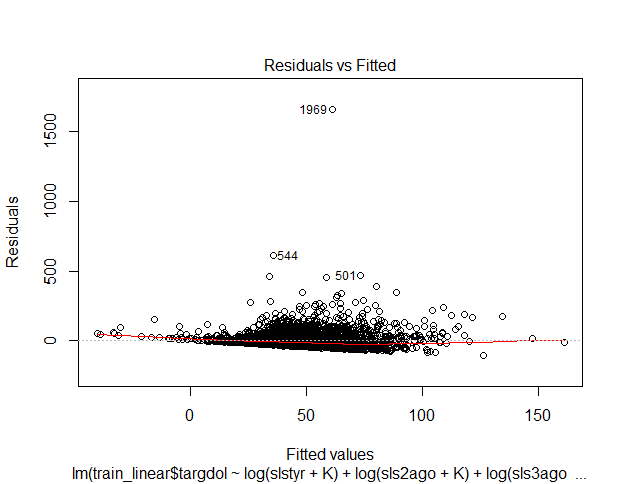 Residuals vs Fitted
Residuals
1500
1000
500
0
1969
544
501
0
50
100
150
Fitted values
lm(train_linear$targdol ~ log(slstyr + K) + log(sls2ago + K) + log(sls3ago ...